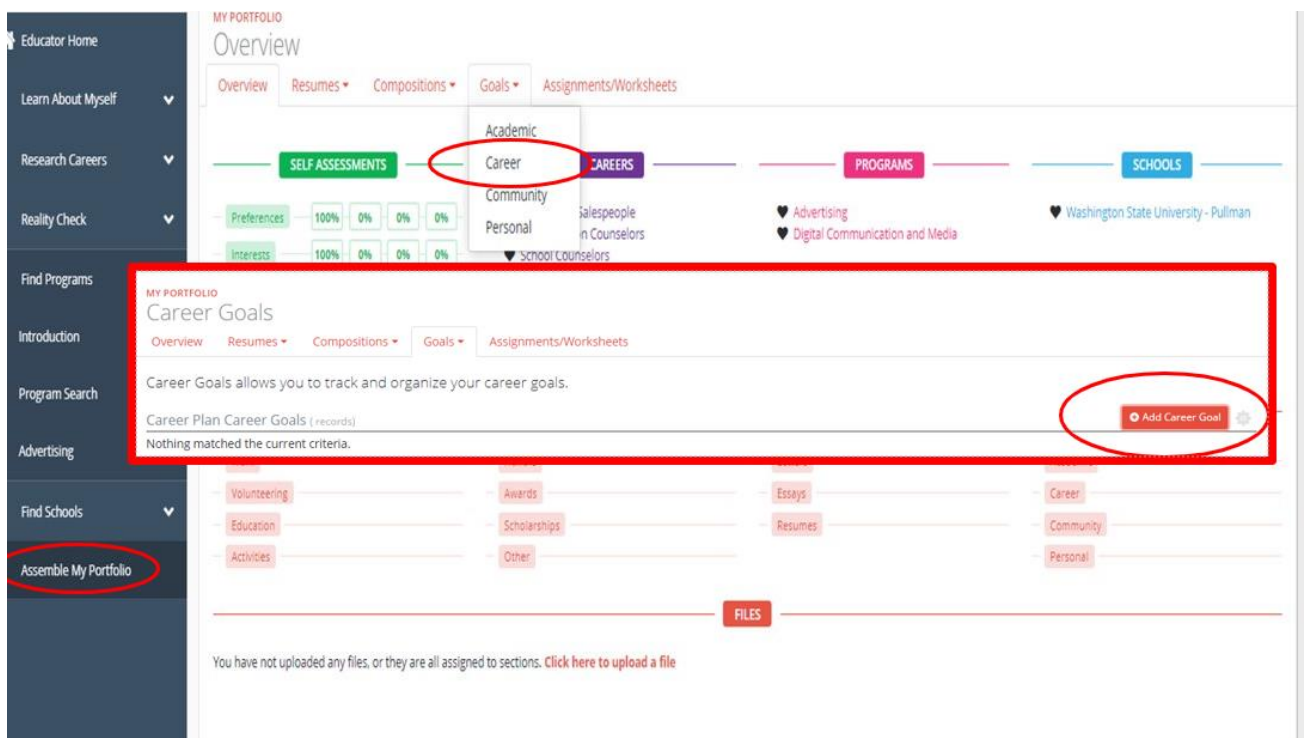 Educator Home
Learn About Myself
Research Careers
Reality Check
Find Programs
Introduction
Program Search
Advertising
Find Schools
Assemble My Portfolio
MY PORTFOLIO
Overview
Overview Resumes Compositions Goals Assignments/Worksheets
Academic
Career
Community
Personal
SELF ASSESSMENTS CAREERS PROGRAMS SCHOOLS
Preferences 100% 0% 0% 0%
Interests 100% 0% 0% 0%
Salespeople
Counselors
School Counselors
Advertising
Digital Communication and Media
Washington State University - Pullman
MY PORTFOLIO
Career Goals
Overview Resumes Compositions Goals Assignments/Worksheets
Career Goals allows you to track and organize your career goals.
Career Plan Career Goals ( records)
Add Career Goal
Nothing matched the current criteria.
Volunteering Awards Essays Career
Education Scholarships Resumes Community
Activities Other Personal
FILES
You have not uploaded any files, or they are all assigned to sections. Click here to upload a file